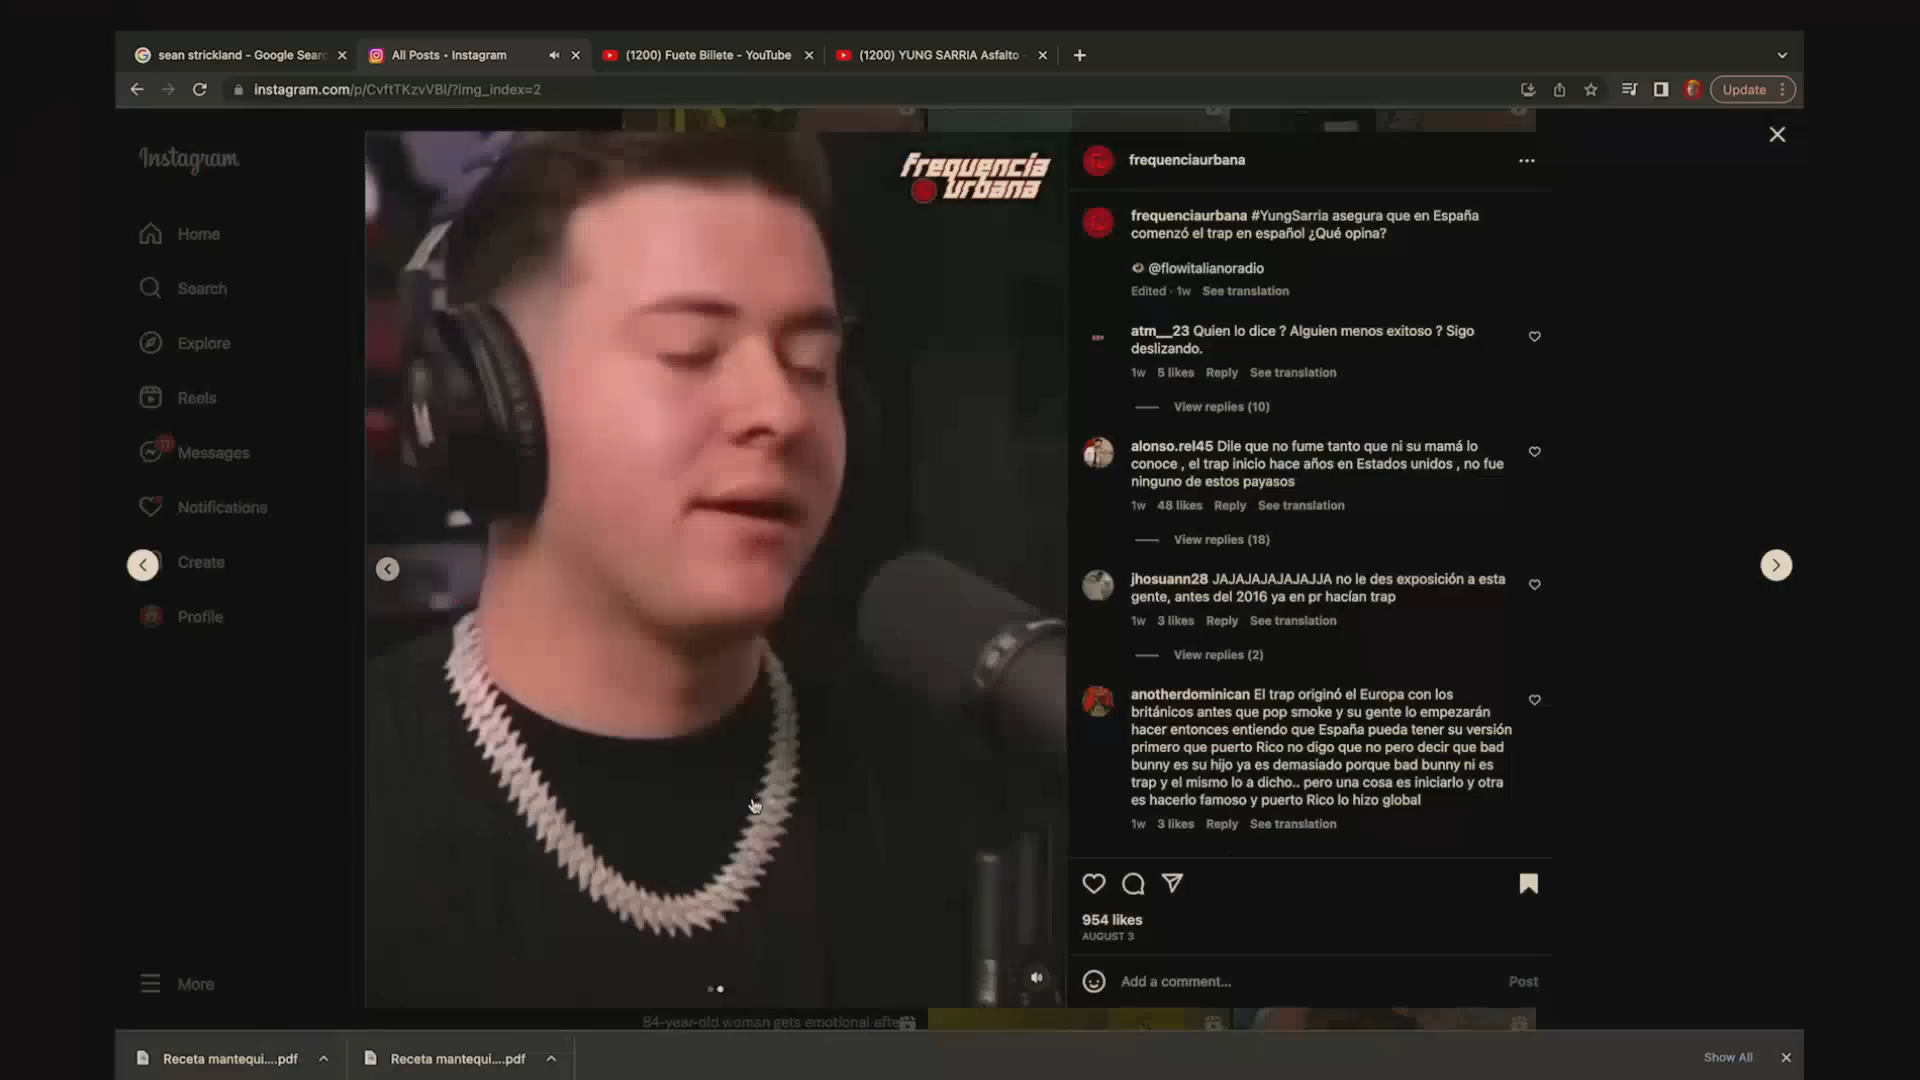 sean strickland - Google Sear
All Posts • Instagram
(1200) Fuete Billete - YouTube
(1200) YUNG SARRIA Asfalto
instagram.com/p/CvftTKzvVBI/?img_index=2
Update
Instagram
Home
Search
Explore
Reels
11
Messages
Notifications
Create
Profile
More
frequencia
urbana
frequenciaurbana
frequenciaurbana #YungSarria asegura que en España
comenzó el trap en español ¿Qué opina?
@flowitalianoradio
Edited · 1w See translation
atm__23 Quien lo dice ? Alguien menos exitoso ? Sigo
deslizando.
1w 5 likes Reply See translation
View replies (10)
alonso.rel45 Dile que no fume tanto que ni su mamá lo
conoce , el trap inicio hace años en Estados unidos , no fue
ninguno de estos payasos
1w 48 likes Reply See translation
View replies (18)
jhosuann28 JAJAJAJAJAJAJJA no le des exposición a esta
gente, antes del 2016 ya en pr hacían trap
1w 3 likes Reply See translation
View replies (2)
anotherdominican El trap originó el Europa con los
británicos antes que pop smoke y su gente lo empezarán
hacer entonces entiendo que España pueda tener su versión
primero que puerto Rico no digo que no pero decir que bad
bunny es su hijo ya es demasiado porque bad bunny ni es
trap y el mismo lo a dicho.. pero una cosa es iniciarlo y otra
es hacerlo famoso y puerto Rico lo hizo global
1w 3 likes Reply See translation
954 likes
AUGUST 3
Add a comment...
Post
84-year-old woman gets emotional afte
Receta mantequi....pdf
Receta mantequi....pdf
Show All